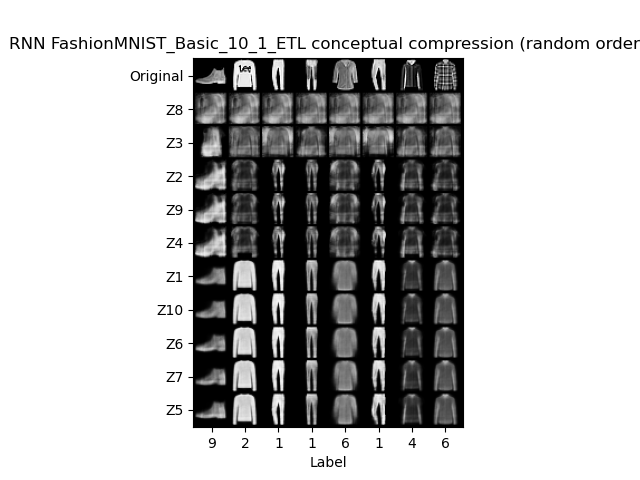 RNN FashionMNIST_Basic_10_1_ETL conceptual compression (random order
Original
Z8
Z3
Z2
Z9
Z4
Z1
Z10
Z6
Z7
Z5
9 2 1 1 6 1 4 6
Label